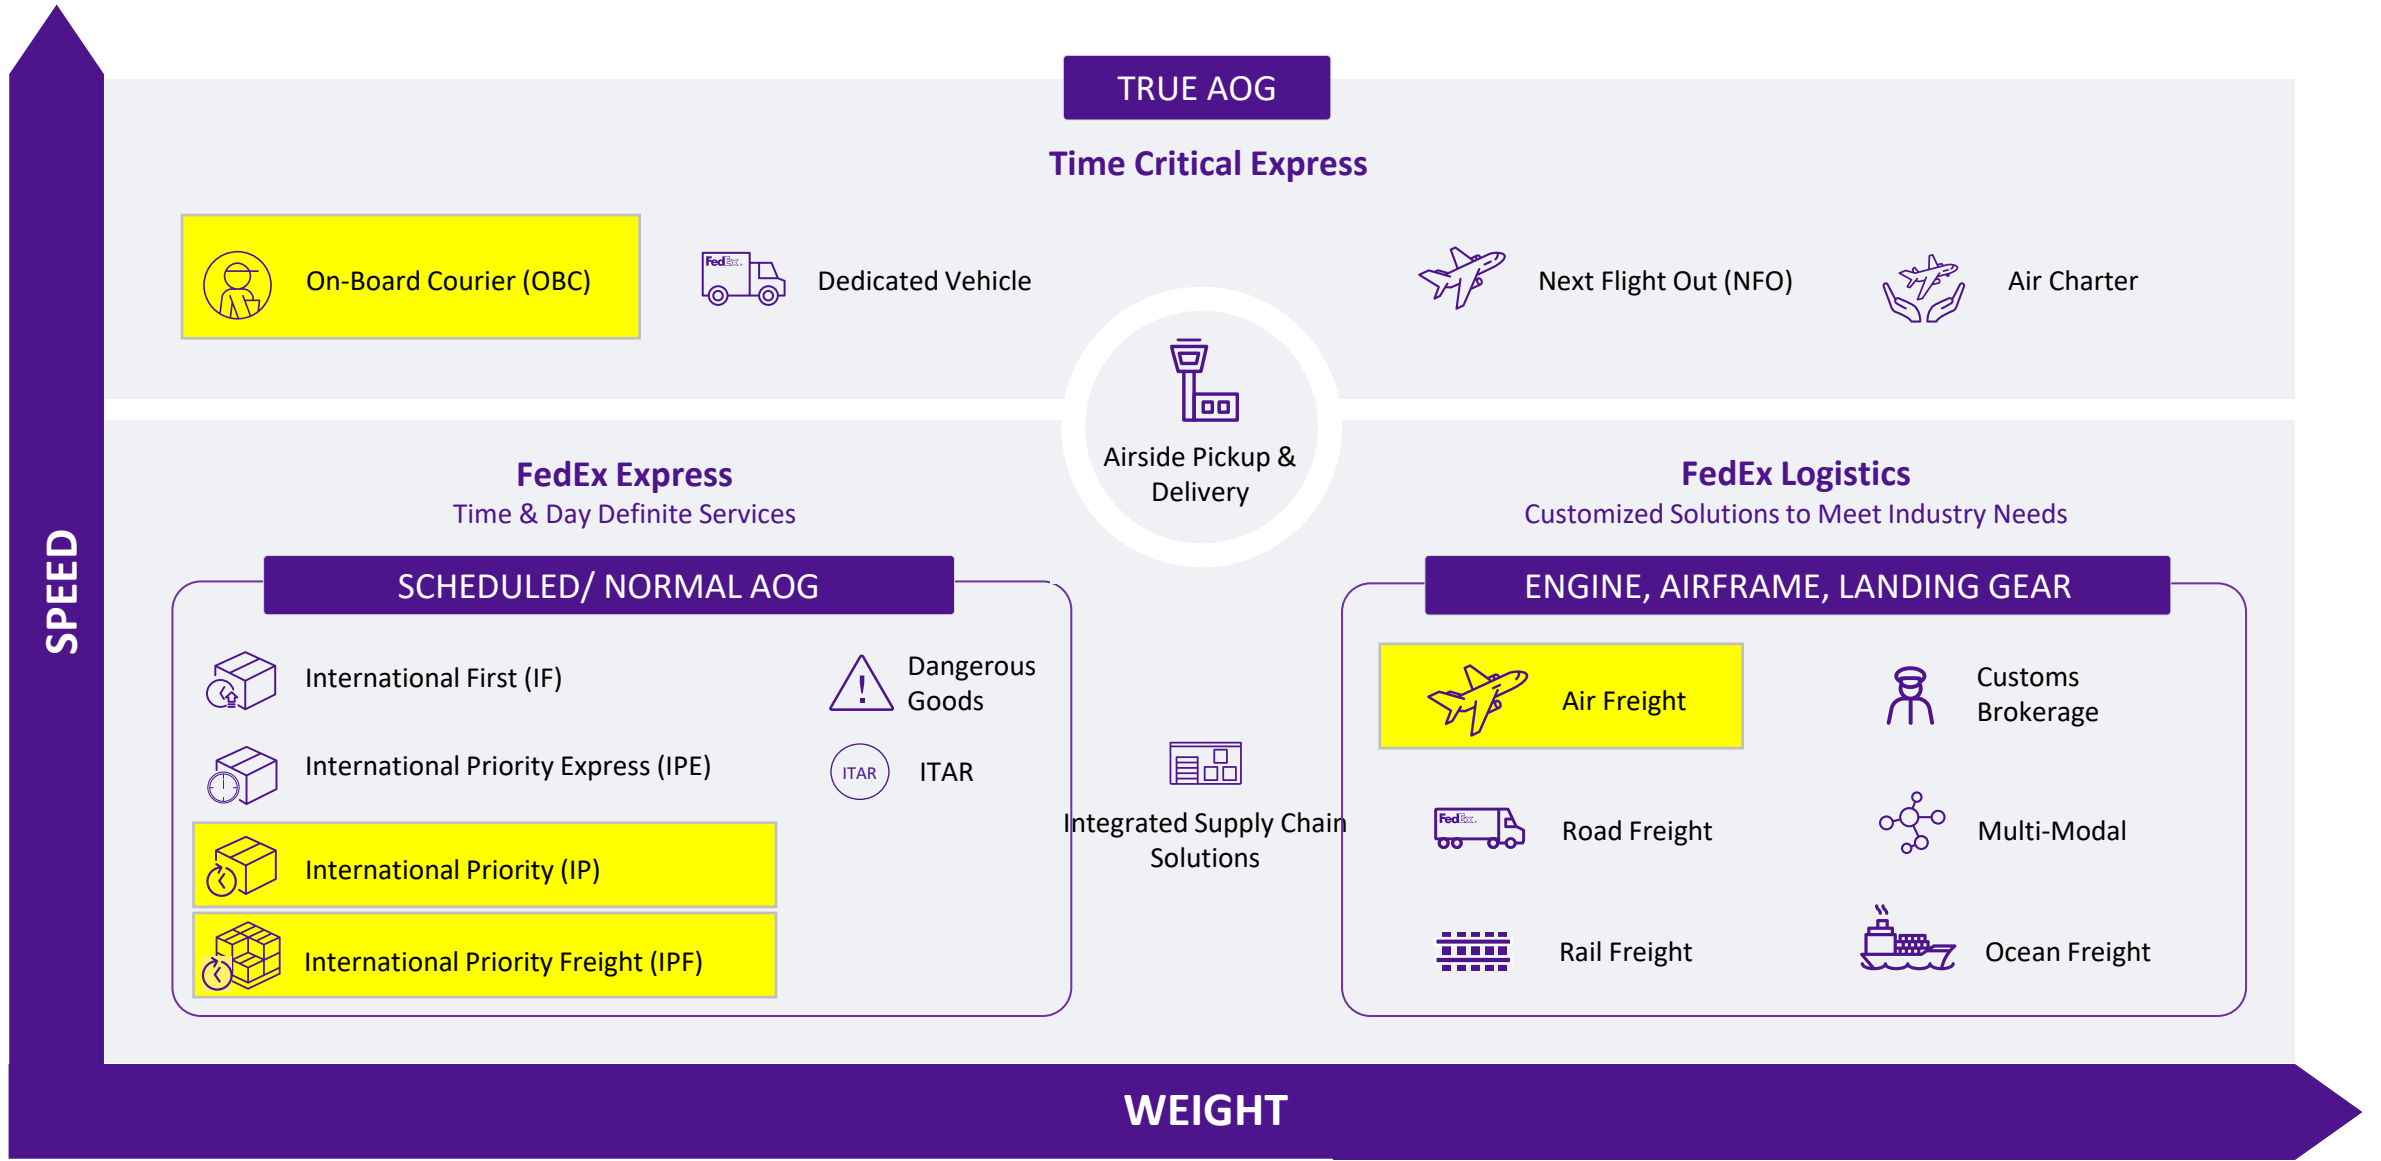 TRUE AOG
Time Critical Express
On-Board Courier (OBC)
FedEx.
Dedicated Vehicle
Next Flight Out (NFO)
Air Charter
Airside Pickup &
Delivery
SPEED
FedEx Express
Time & Day Definite Services
SCHEDULED/ NORMAL AOG
International First (IF)
Dangerous
Goods
International Priority Express (IPE)
ITAR
ITAR
International Priority (IP)
International Priority Freight (IPF)
Integrated Supply Chain
Solutions
FedEx Logistics
Customized Solutions to Meet Industry Needs
ENGINE, AIRFRAME, LANDING GEAR
Air Freight
Customs
Brokerage
FedEx.
Road Freight
Multi-Modal
Rail Freight
Ocean Freight
WEIGHT